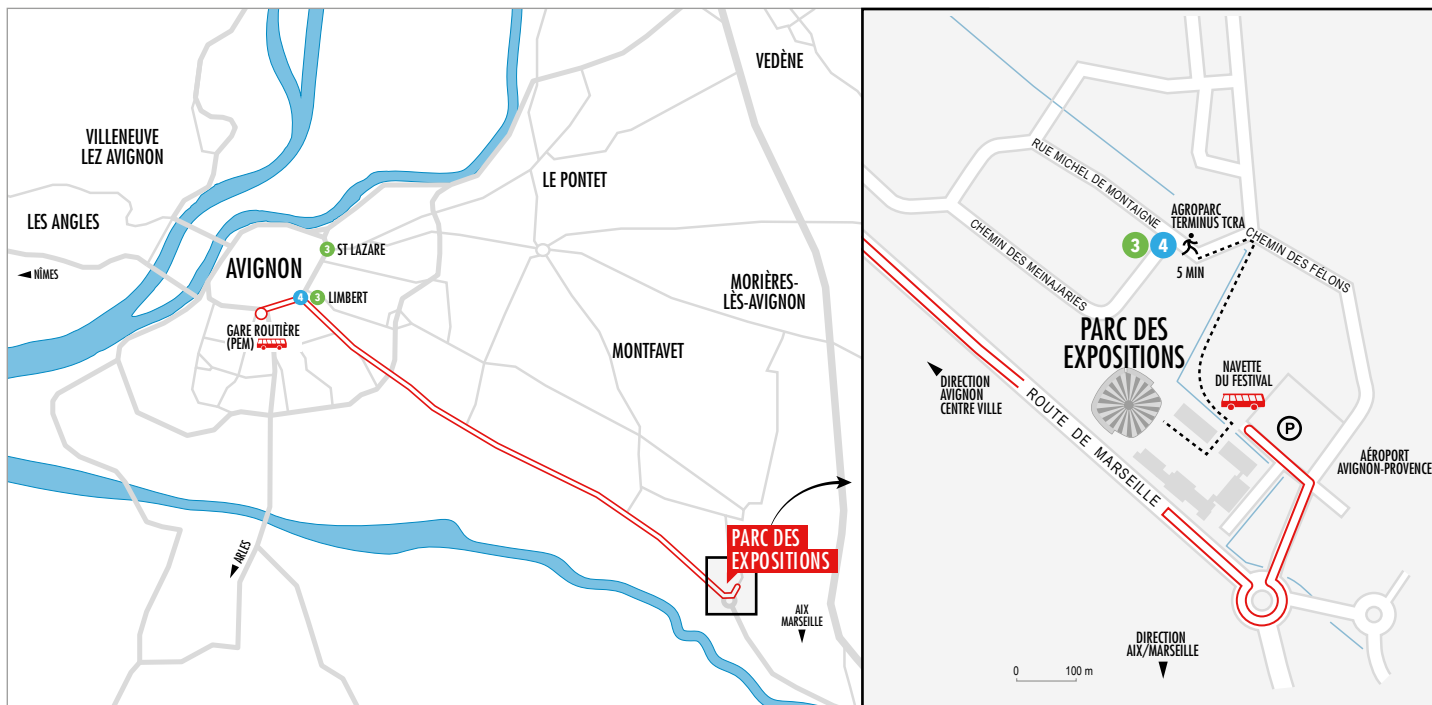 VEDÈNE
VILLENEUVE
LEZ AVIGNON
LE PONTET
LES ANGLES
3 ST LAZARE
AVIGNON
NÎMES
MORIÈRES-
LÈS-AVIGNON
4 3 LIMBERT
GARE ROUTIÈRE
(PEM)
MONTFAVET
PARC DES
EXPOSITIONS
ARLES
AIX
MARSEILLE
RUE MICHEL DE MONTAIGNE
AGROPARC
TERMINUS TCRA
3 4
5 MIN
CHEMIN DES MEINAJARIES
CHEMIN DES FÉLONS
PARC DES
EXPOSITIONS
NAVETTE
DU FESTIVAL
DIRECTION
AVIGNON
CENTRE VILLE
P
ROUTE DE MARSEILLE
AÉROPORT
AVIGNON-PROVENCE
DIRECTION
AIX/MARSEILLE
0 100 m